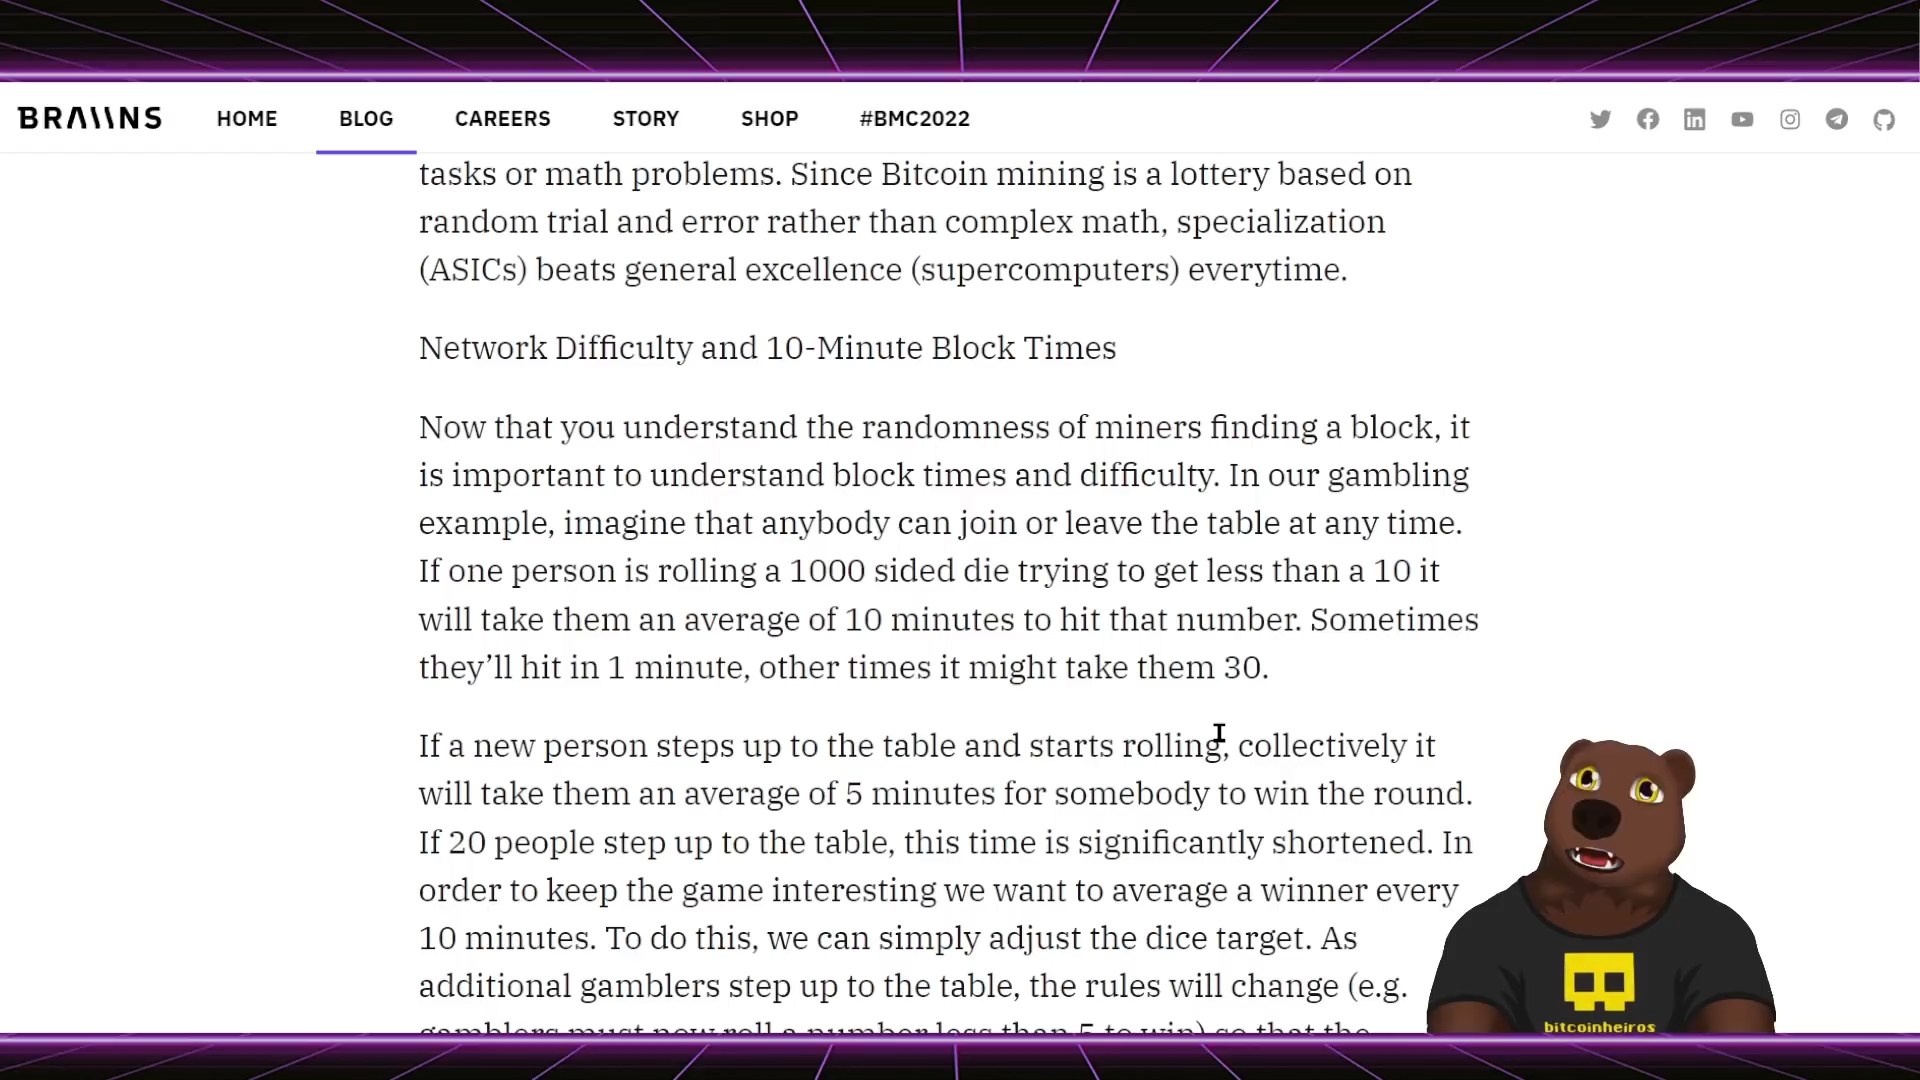 BRAIINS HOME BLOG CAREERS STORY SHOP #BMC2022
tasks or math problems. Since Bitcoin mining is a lottery based on
random trial and error rather than complex math, specialization
(ASICs) beats general excellence (supercomputers) everytime.
Network Difficulty and 10-Minute Block Times
Now that you understand the randomness of miners finding a block, it
is important to understand block times and difficulty. In our gambling
example, imagine that anybody can join or leave the table at any time.
If one person is rolling a 1000 sided die trying to get less than a 10 it
will take them an average of 10 minutes to hit that number. Sometimes
they’ll hit in 1 minute, other times it might take them 30.
If a new person steps up to the table and starts rolling, collectively it
will take them an average of 5 minutes for somebody to win the round.
If 20 people step up to the table, this time is significantly shortened. In
order to keep the game interesting we want to average a winner every
10 minutes. To do this, we can simply adjust the dice target. As
additional gamblers step up to the table, the rules will change (e.g.
gamblers must now roll a number less than 5 to win) so that the
bitcoinheiros